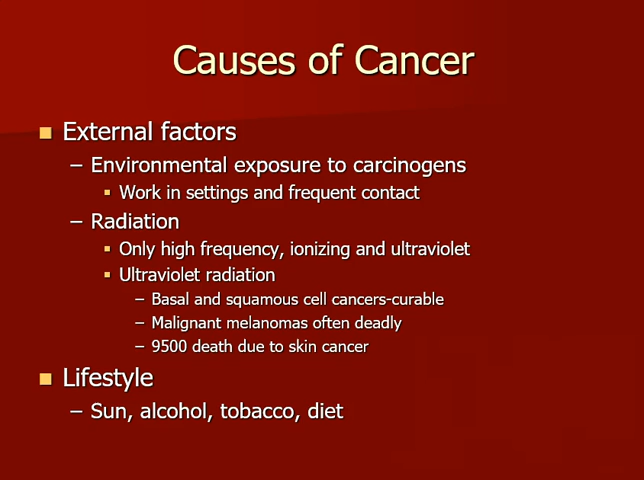 Causes of Cancer
External factors
– Environmental exposure to carcinogens
Work in settings and frequent contact
– Radiation
Only high frequency, ionizing and ultraviolet
Ultraviolet radiation
– Basal and squamous cell cancers-curable
– Malignant melanomas often deadly
– 9500 death due to skin cancer
Lifestyle
– Sun, alcohol, tobacco, diet